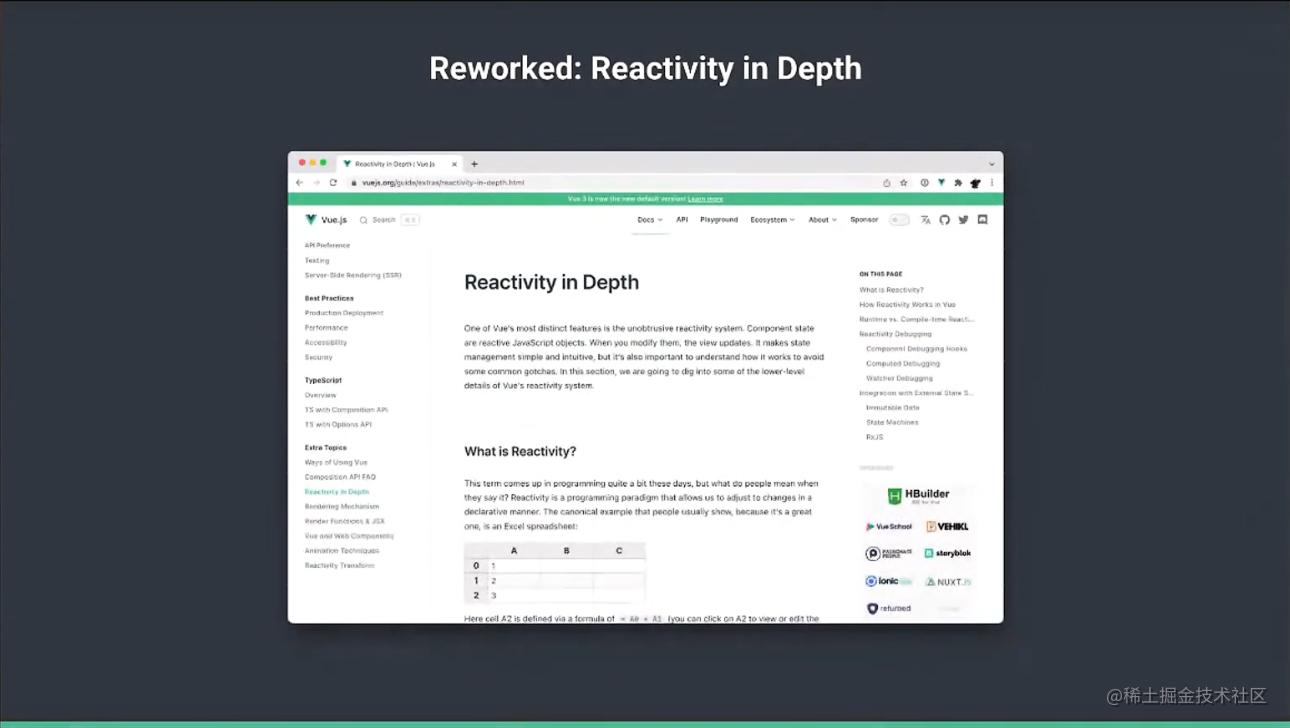 Reworked: Reactivity in Depth
Reactivity in Depth | Vue.js
vuejs.org/guide/extras/reactivity-in-depth.html
Vue 3 is now the new default version! Learn more
Vue.js
Search
Docs
API
Playground
Ecosystem
About
Sponsor
API Preference
Testing
Server-Side Rendering (SSR)
Best Practices
Production Deployment
Performance
Accessibility
Security
TypeScript
Overview
TS with Composition API
TS with Options API
Extra Topics
Ways of Using Vue
Composition API FAQ
Reactivity in Depth
Rendering Mechanism
Render Functions & JSX
Vue and Web Components
Animation Techniques
Reactivity Transform
Reactivity in Depth
One of Vue's most distinct features is the unobtrusive reactivity system. Component state
are reactive JavaScript objects. When you modify them, the view updates. It makes state
management simple and intuitive, but it's also important to understand how it works to avoid
some common gotchas. In this section, we are going to dig into some of the lower-level
details of Vue's reactivity system.
What is Reactivity?
This term comes up in programming quite a bit these days, but what do people mean when
they say it? Reactivity is a programming paradigm that allows us to adjust to changes in a
declarative manner. The canonical example that people usually show, because it's a great
one, is an Excel spreadsheet:
A B C
0 1
1 2
2 3
Here cell A2 is defined via a formula of = A0 + A1 (you can click on A2 to view or edit the
ON THIS PAGE
What is Reactivity?
How Reactivity Works in Vue
Runtime vs. Compile-time Reacti...
Reactivity Debugging
Component Debugging Hooks
Computed Debugging
Watcher Debugging
Integration with External State S...
Immutable Data
State Machines
RxJS
HBuilder
Vue School
VEHIKL
PASSIONATE
PEOPLE
storyblok
ionic
NUXT.JS
refurbed
@稀土掘金技术社区